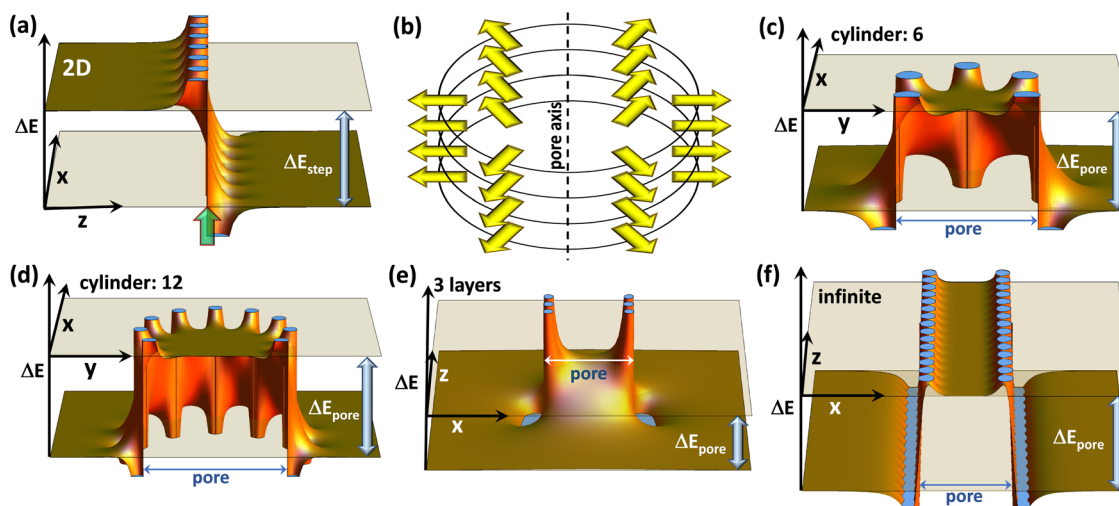 (a)
2D
ΔE
x
z
ΔE_step
(b)
pore axis
(c)
cylinder: 6
x
ΔE
y
ΔE_pore
pore
(d)
cylinder: 12
x
ΔE
y
ΔE_pore
pore
(e)
3 layers
z
ΔE
x
pore
ΔE_pore
(f)
infinite
z
ΔE
x
ΔE_pore
pore